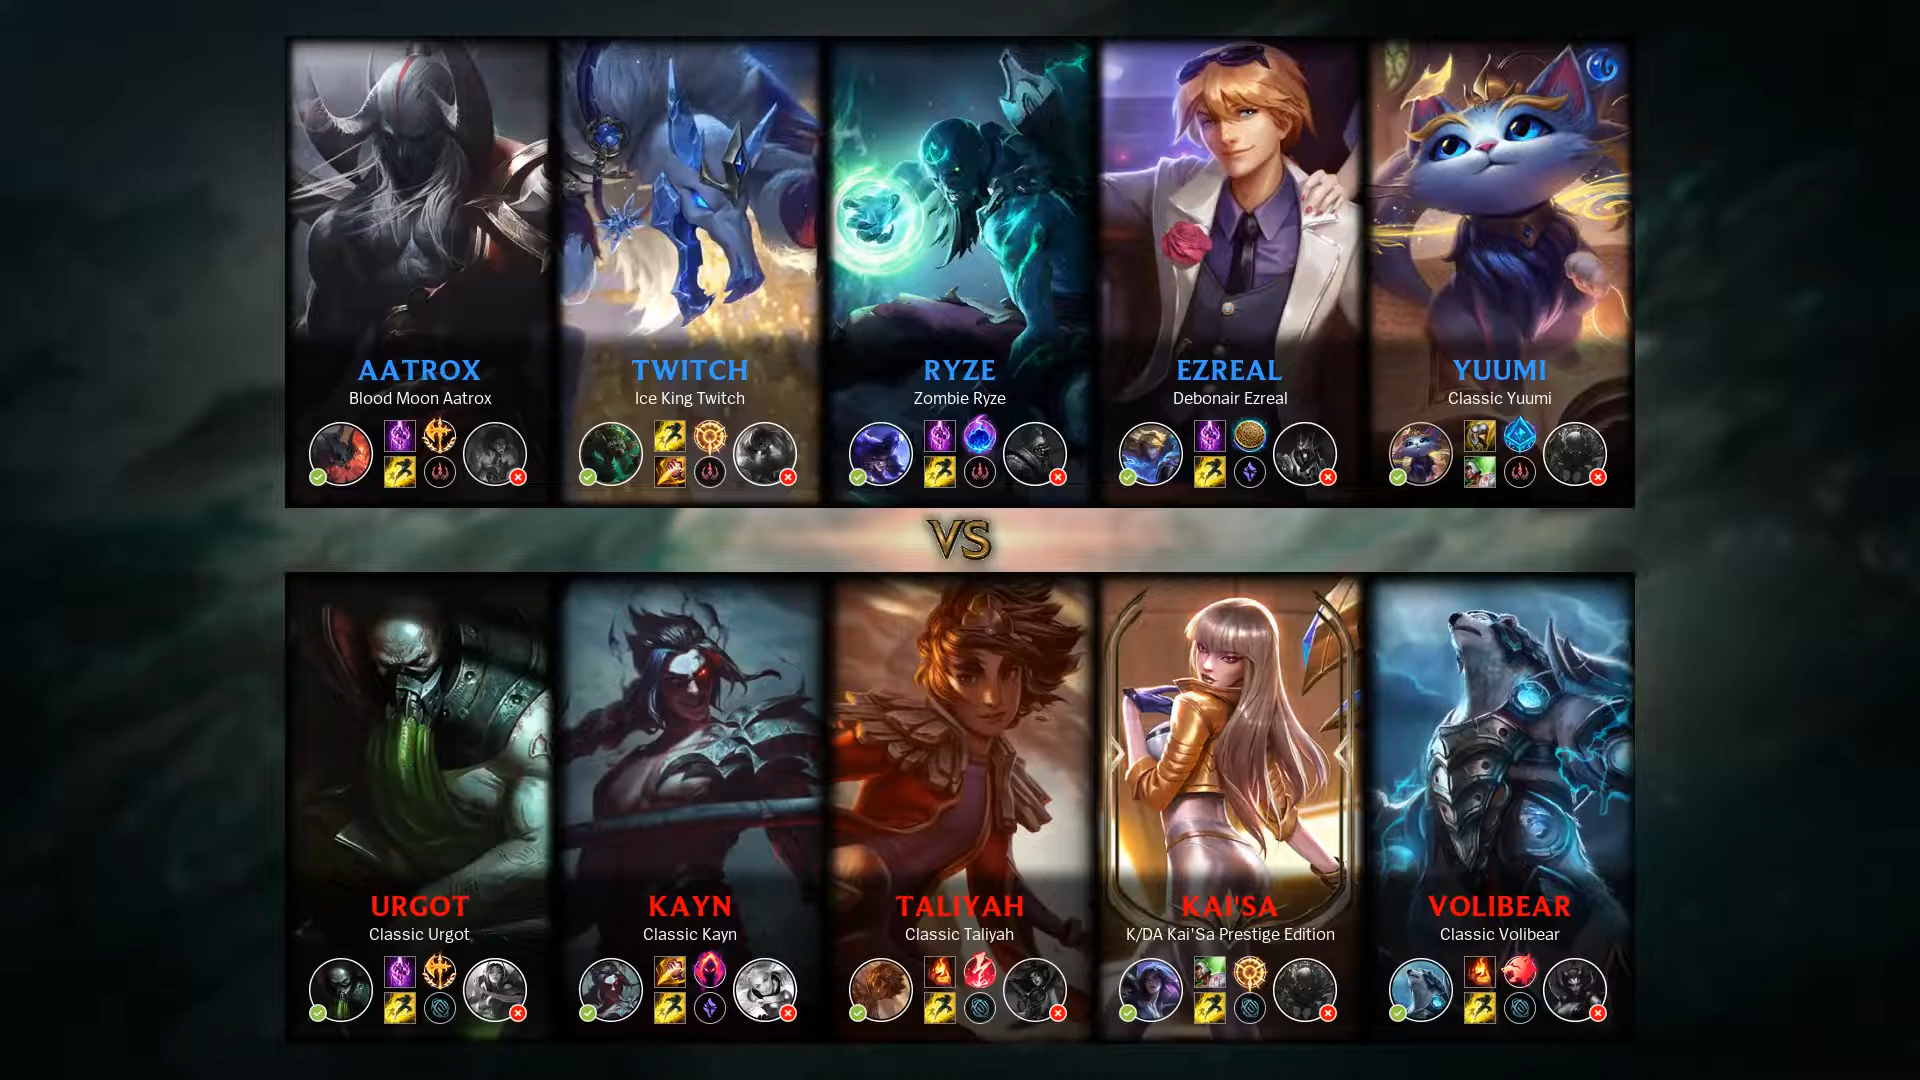 AATROX
Blood Moon Aatrox
TWITCH
Ice King Twitch
RYZE
Zombie Ryze
EZREAL
Debonair Ezreal
YUUMI
Classic Yuumi
VS
URGOT
Classic Urgot
KAYN
Classic Kayn
TALIYAH
Classic Taliyah
KAI'SA
K/DA Kai'Sa Prestige Edition
VOLIBEAR
Classic Volibear